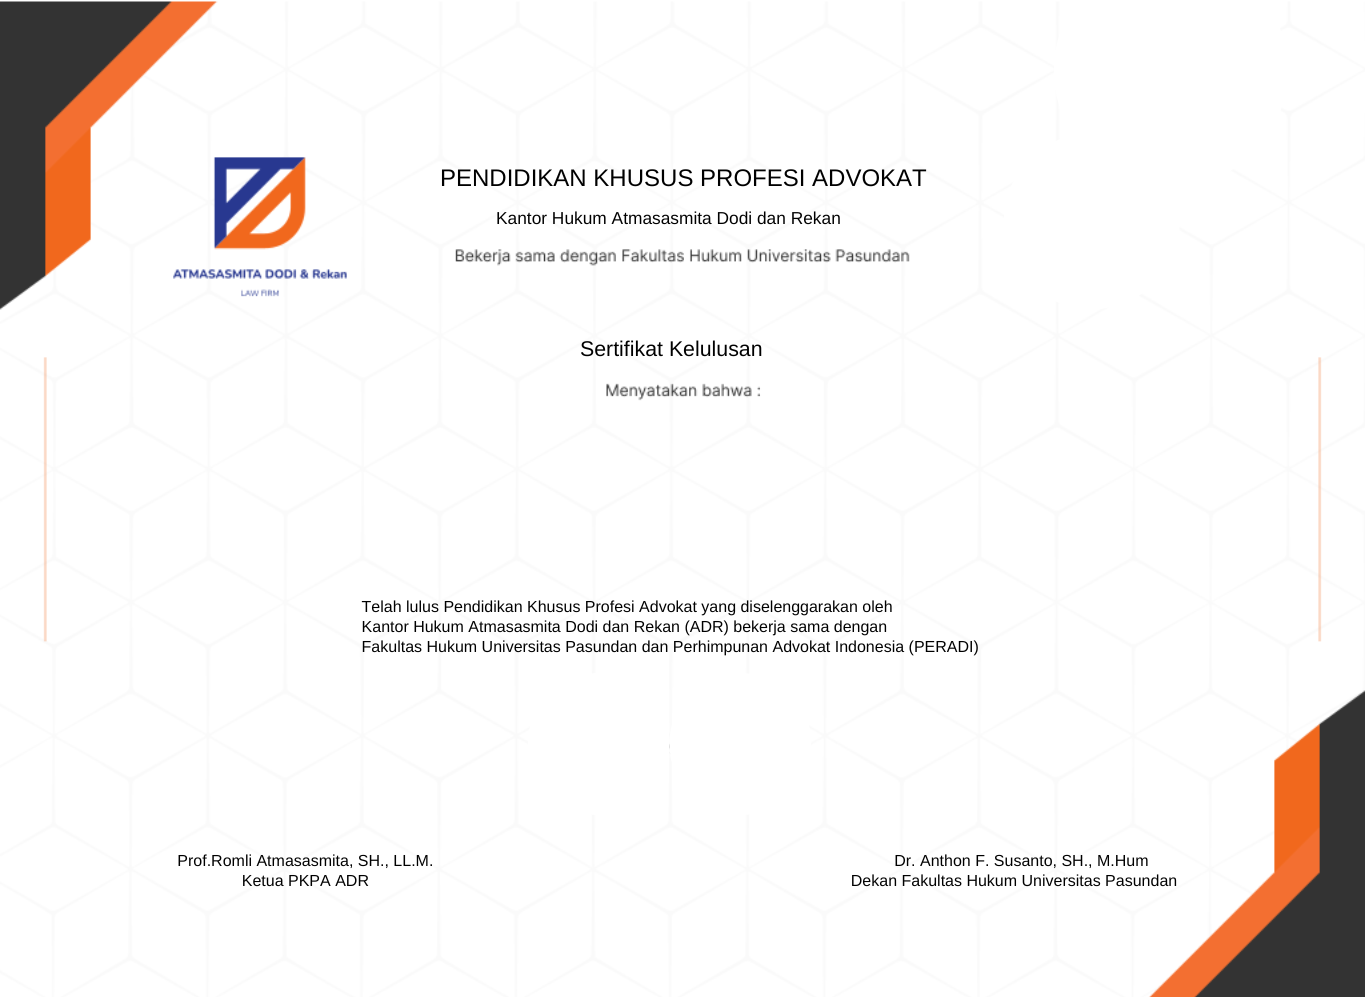 PENDIDIKAN KHUSUS PROFESI ADVOKAT
Kantor Hukum Atmasasmita Dodi dan Rekan
Bekerja sama dengan Fakultas Hukum Universitas Pasundan
ATMASASMITA DODI & Rekan
LAW FIRM
Sertifikat Kelulusan
Menyatakan bahwa :
Telah lulus Pendidikan Khusus Profesi Advokat yang diselenggarakan oleh
Kantor Hukum Atmasasmita Dodi dan Rekan (ADR) bekerja sama dengan
Fakultas Hukum Universitas Pasundan dan Perhimpunan Advokat Indonesia (PERADI)
Prof.Romli Atmasasmita, SH., LL.M.
Ketua PKPA ADR
Dr. Anthon F. Susanto, SH., M.Hum
Dekan Fakultas Hukum Universitas Pasundan